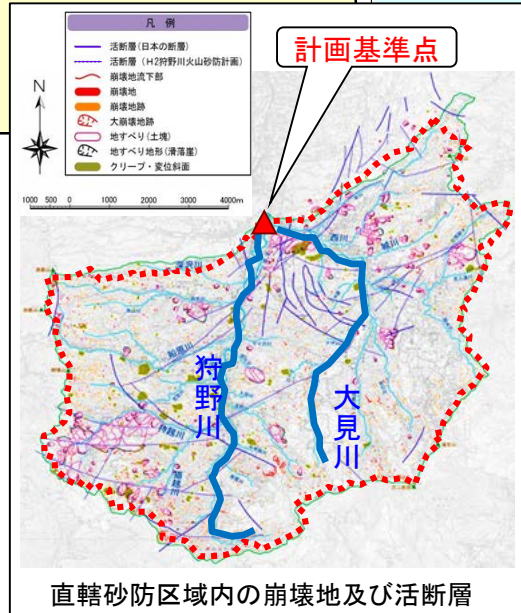 凡 例
活断層(日本の断層)
活断層(H2狩野川火山砂防計画)
崩壊地流下部
崩壊地
崩壊地跡
大崩壊地跡
地すべり(土塊)
地すべり地形(滑落崖)
クリープ・変位斜面
N
1000 500 0 1000 2000 4000m
計画基準点
狩野川
大見川
直轄砂防区域内の崩壊地及び活断層